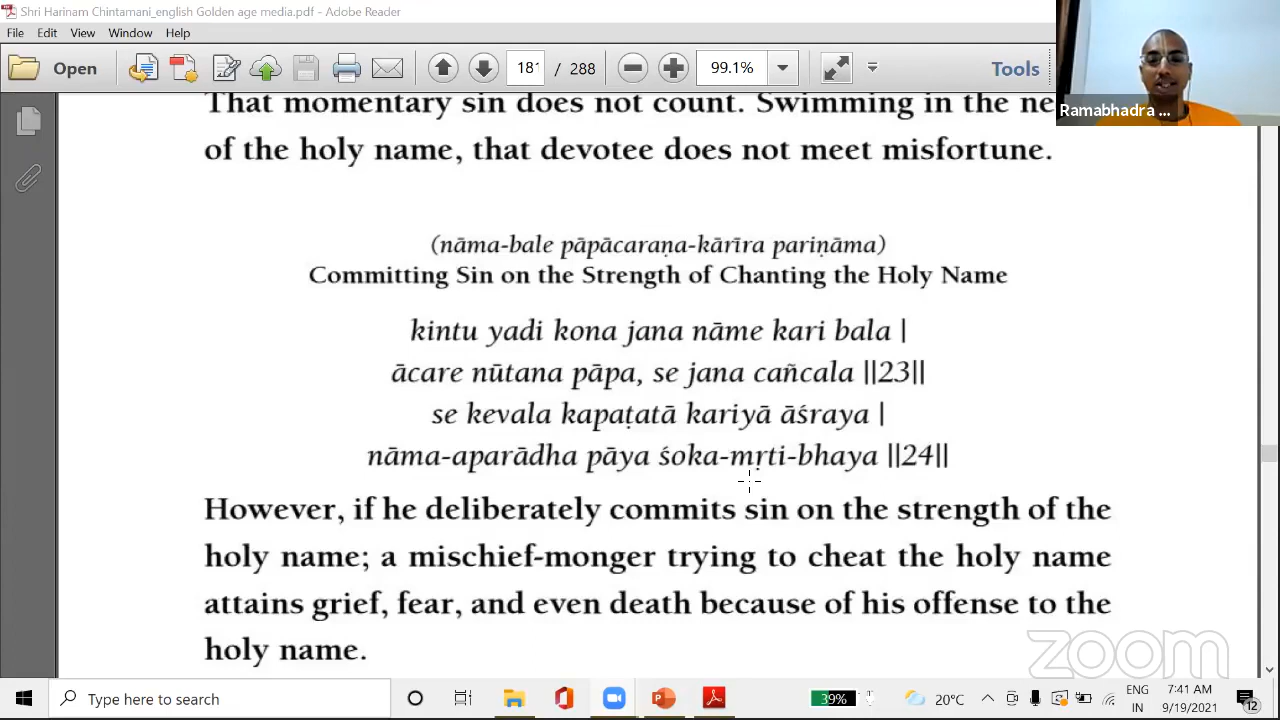 Shri Harinam Chintamani_english Golden age media.pdf - Adobe Reader
File Edit View Window Help
Open 181 / 288 99.1% Tools
Ramabhadra ...
That momentary sin does not count. Swimming in the ne
of the holy name, that devotee does not meet misfortune.
(nāma-bale pāpācaraṇa-kārīra pariṇāma)
Committing Sin on the Strength of Chanting the Holy Name
kintu yadi kona jana nāme kari bala |
ācare nūtana pāpa, se jana cañcala ||23||
se kevala kapaṭatā kariyā āśraya |
nāma-aparādha pāya śoka-mṛti-bhaya ||24||
However, if he deliberately commits sin on the strength of the
holy name; a mischief-monger trying to cheat the holy name
attains grief, fear, and even death because of his offense to the
holy name.
zoom
Type here to search
39%
20°C
ENG
IN
7:41 AM
9/19/2021
12